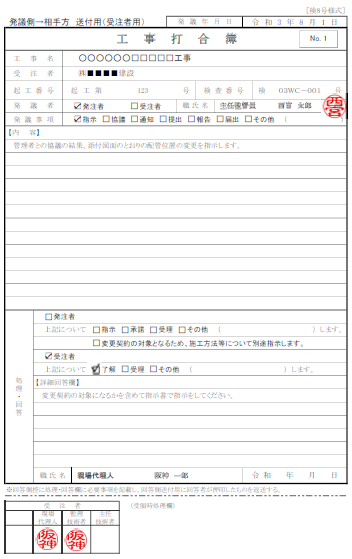 [検8号様式]
発議側→相手方 送付用(受注者用) 発議年月日 令和3年8月1日
工事打合簿 No. 1
工事名 〇〇〇〇〇〇□□□□□工事
受注者 ㈱■■■■建設
起工番号 起工第 123 号 検査番号 検 03WC-001 号
発議者 ☑発注者 □受注者 職氏名 主任監督員 西宮 太郎
西宮
発議事項 ☑指示 □協議 □通知 □提出 □報告 □届出 □その他 (
【内 容】
管理者との協議の結果、添付図面のとおりの配管位置の変更を指示します。
処理・回答
□発注者
上記について □指示 □承諾 □受理 □その他 ( )します。
□変更契約の対象となるため、施工方法等について別途指示します。
☑受注者
上記について ☑了解 □受理 □その他 ( )します。
【詳細回答欄】
変更契約の対象になるかを含めて指示書で指示をしてください。
職氏名 現場代理人 阪神 一郎 令和 年 月 日
※回答側控に処理・回答欄に必要事項を記載し、回答側送付用に回答者が押印したものを返送する。
受注者 (受領時処理欄)
現場代理人 監理技術者 主任技術者
阪神 阪神